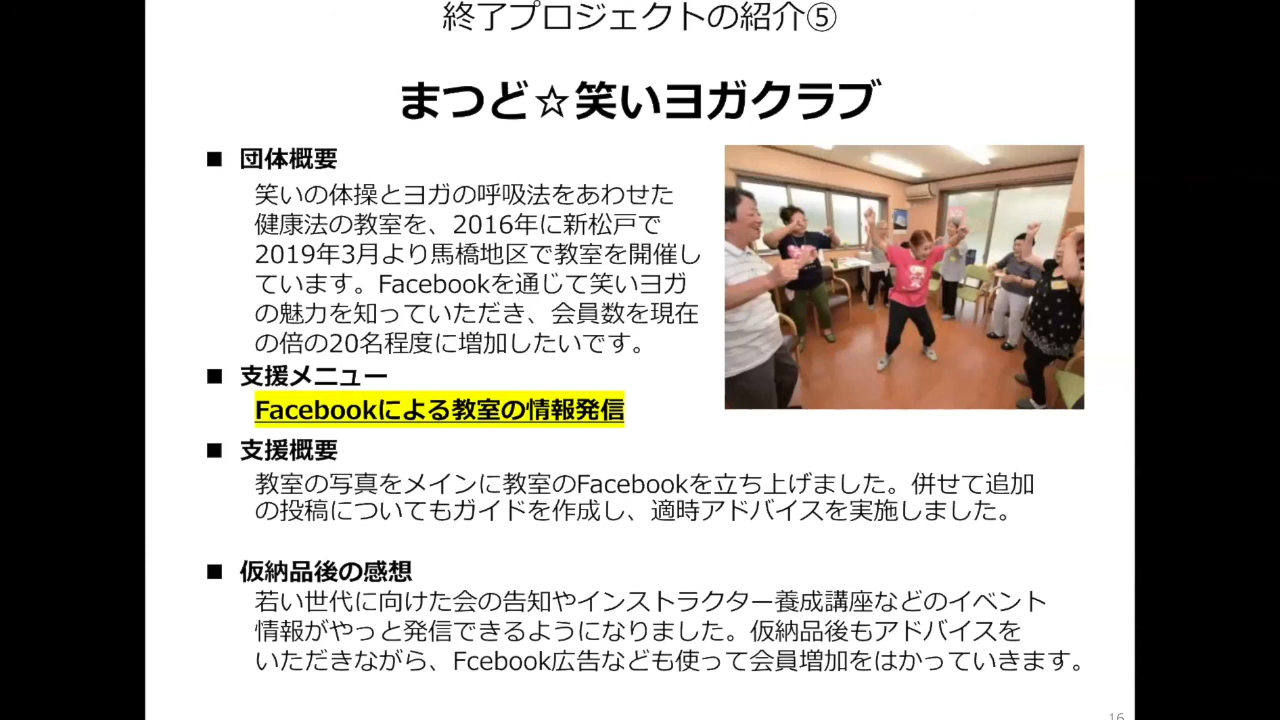 終了プロジェクトの紹介⑤
まつど☆笑いヨガクラブ
■ 団体概要
笑いの体操とヨガの呼吸法をあわせた
健康法の教室を、2016年に新松戸で
2019年3月より馬橋地区で教室を開催し
ています。Facebookを通じて笑いヨガ
の魅力を知っていただき、会員数を現在
の倍の20名程度に増加したいです。
■ 支援メニュー
Facebookによる教室の情報発信
■ 支援概要
教室の写真をメインに教室のFacebookを立ち上げました。併せて追加
の投稿についてもガイドを作成し、適時アドバイスを実施しました。
■ 仮納品後の感想
若い世代に向けた会の告知やインストラクター養成講座などのイベント
情報がやっと発信できるようになりました。仮納品後もアドバイスを
いただきながら、Fcebook広告なども使って会員増加をはかっていきます。
16